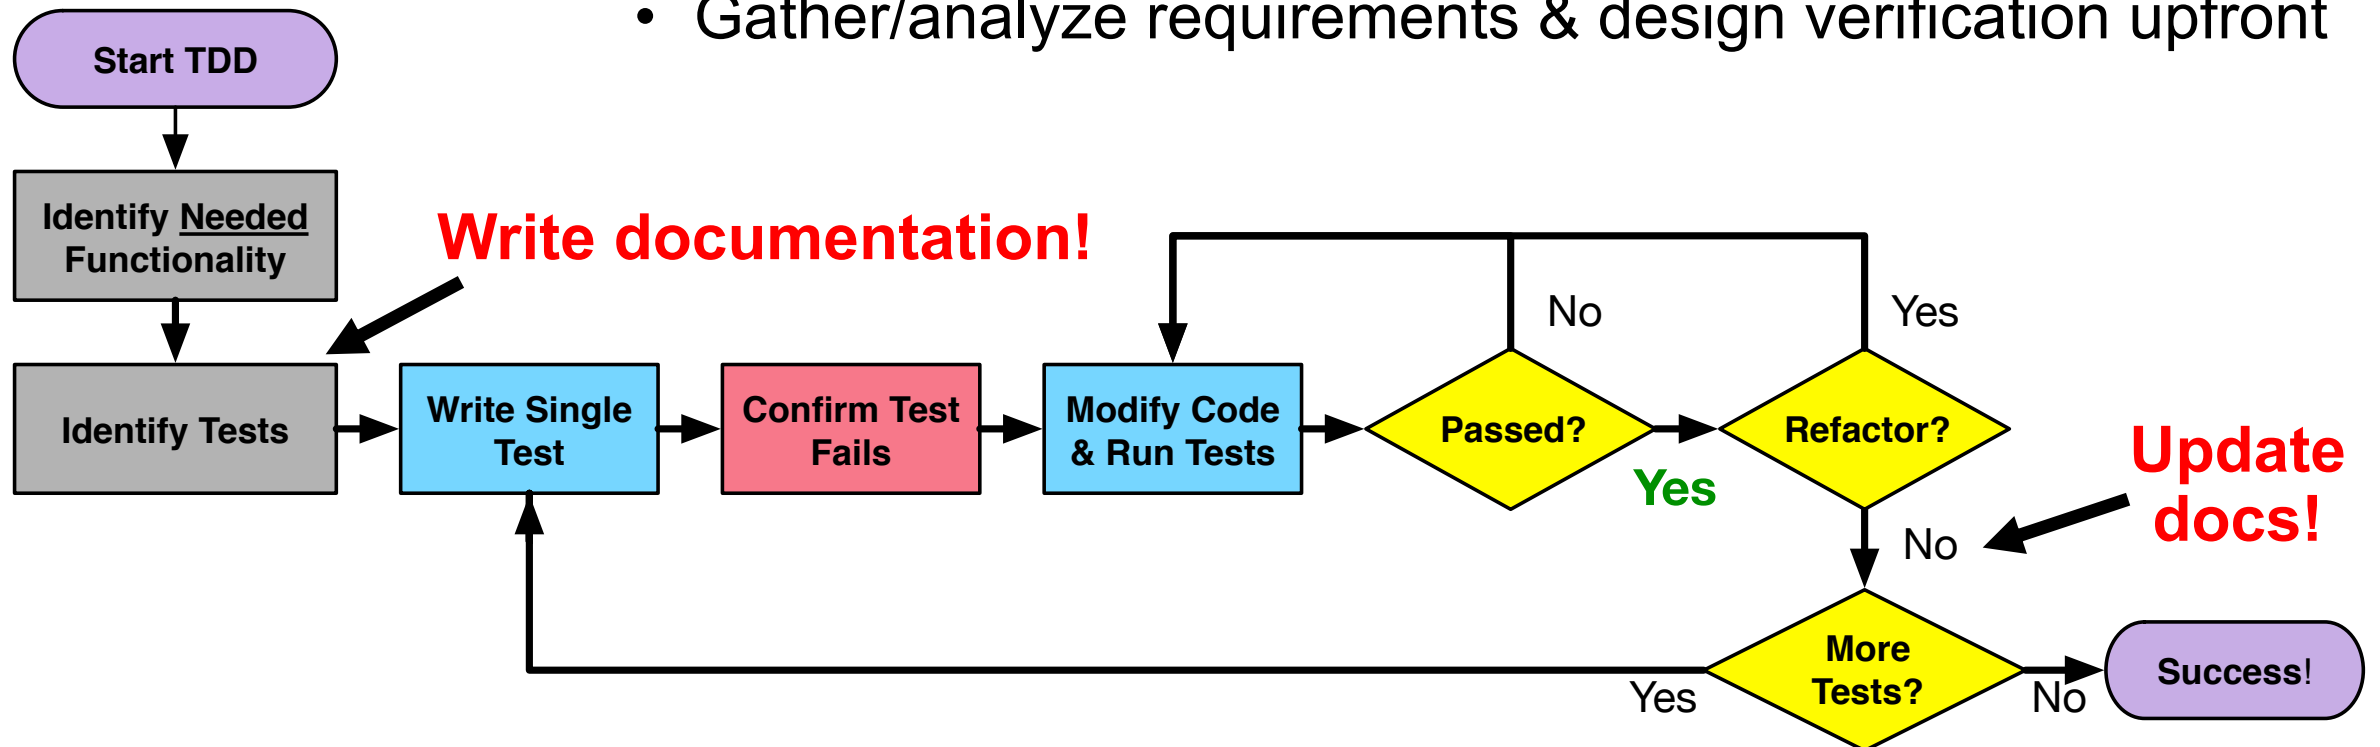 • Gather/analyze requirements & design verification upfront
Start TDD
Identify Needed
Functionality
Write documentation!
No
Yes
Identify Tests
Write Single
Test
Confirm Test
Fails
Modify Code
& Run Tests
Passed?
Yes
Refactor?
Update
docs!
No
More
Tests?
Yes
No
Success!